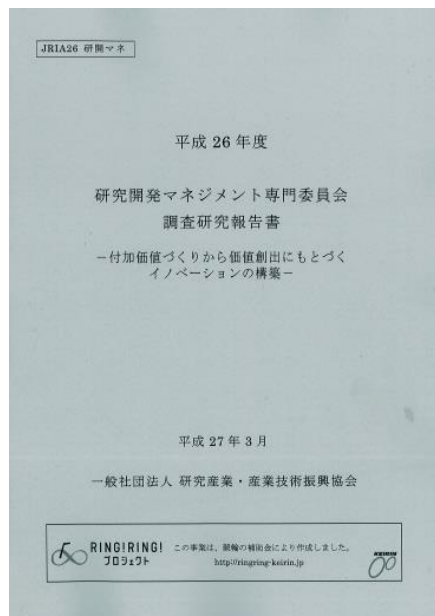 JRIA26 研開マネ
平成 26 年度
研究開発マネジメント専門委員会
調査研究報告書
－付加価値づくりから価値創出にもとづく
イノベーションの構築－
平成 27 年 3 月
一般社団法人 研究産業・産業技術振興協会
RING!RING!
プロジェクト
この事業は、競輪の補助金により作成しました。
http://ringring-keirin.jp
KEIRIN